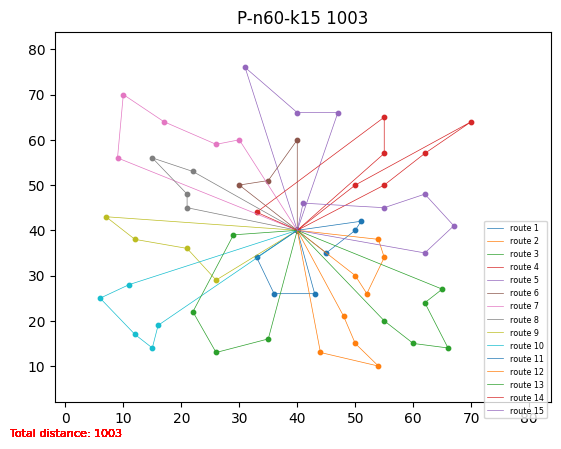 P-n60-k15 1003
80
70
60
50
40
30
20
10
0 10 20 30 40 50 60 70 80
route 1
route 2
route 3
route 4
route 5
route 6
route 7
route 8
route 9
route 10
route 11
route 12
route 13
route 14
route 15
Total distance: 1003